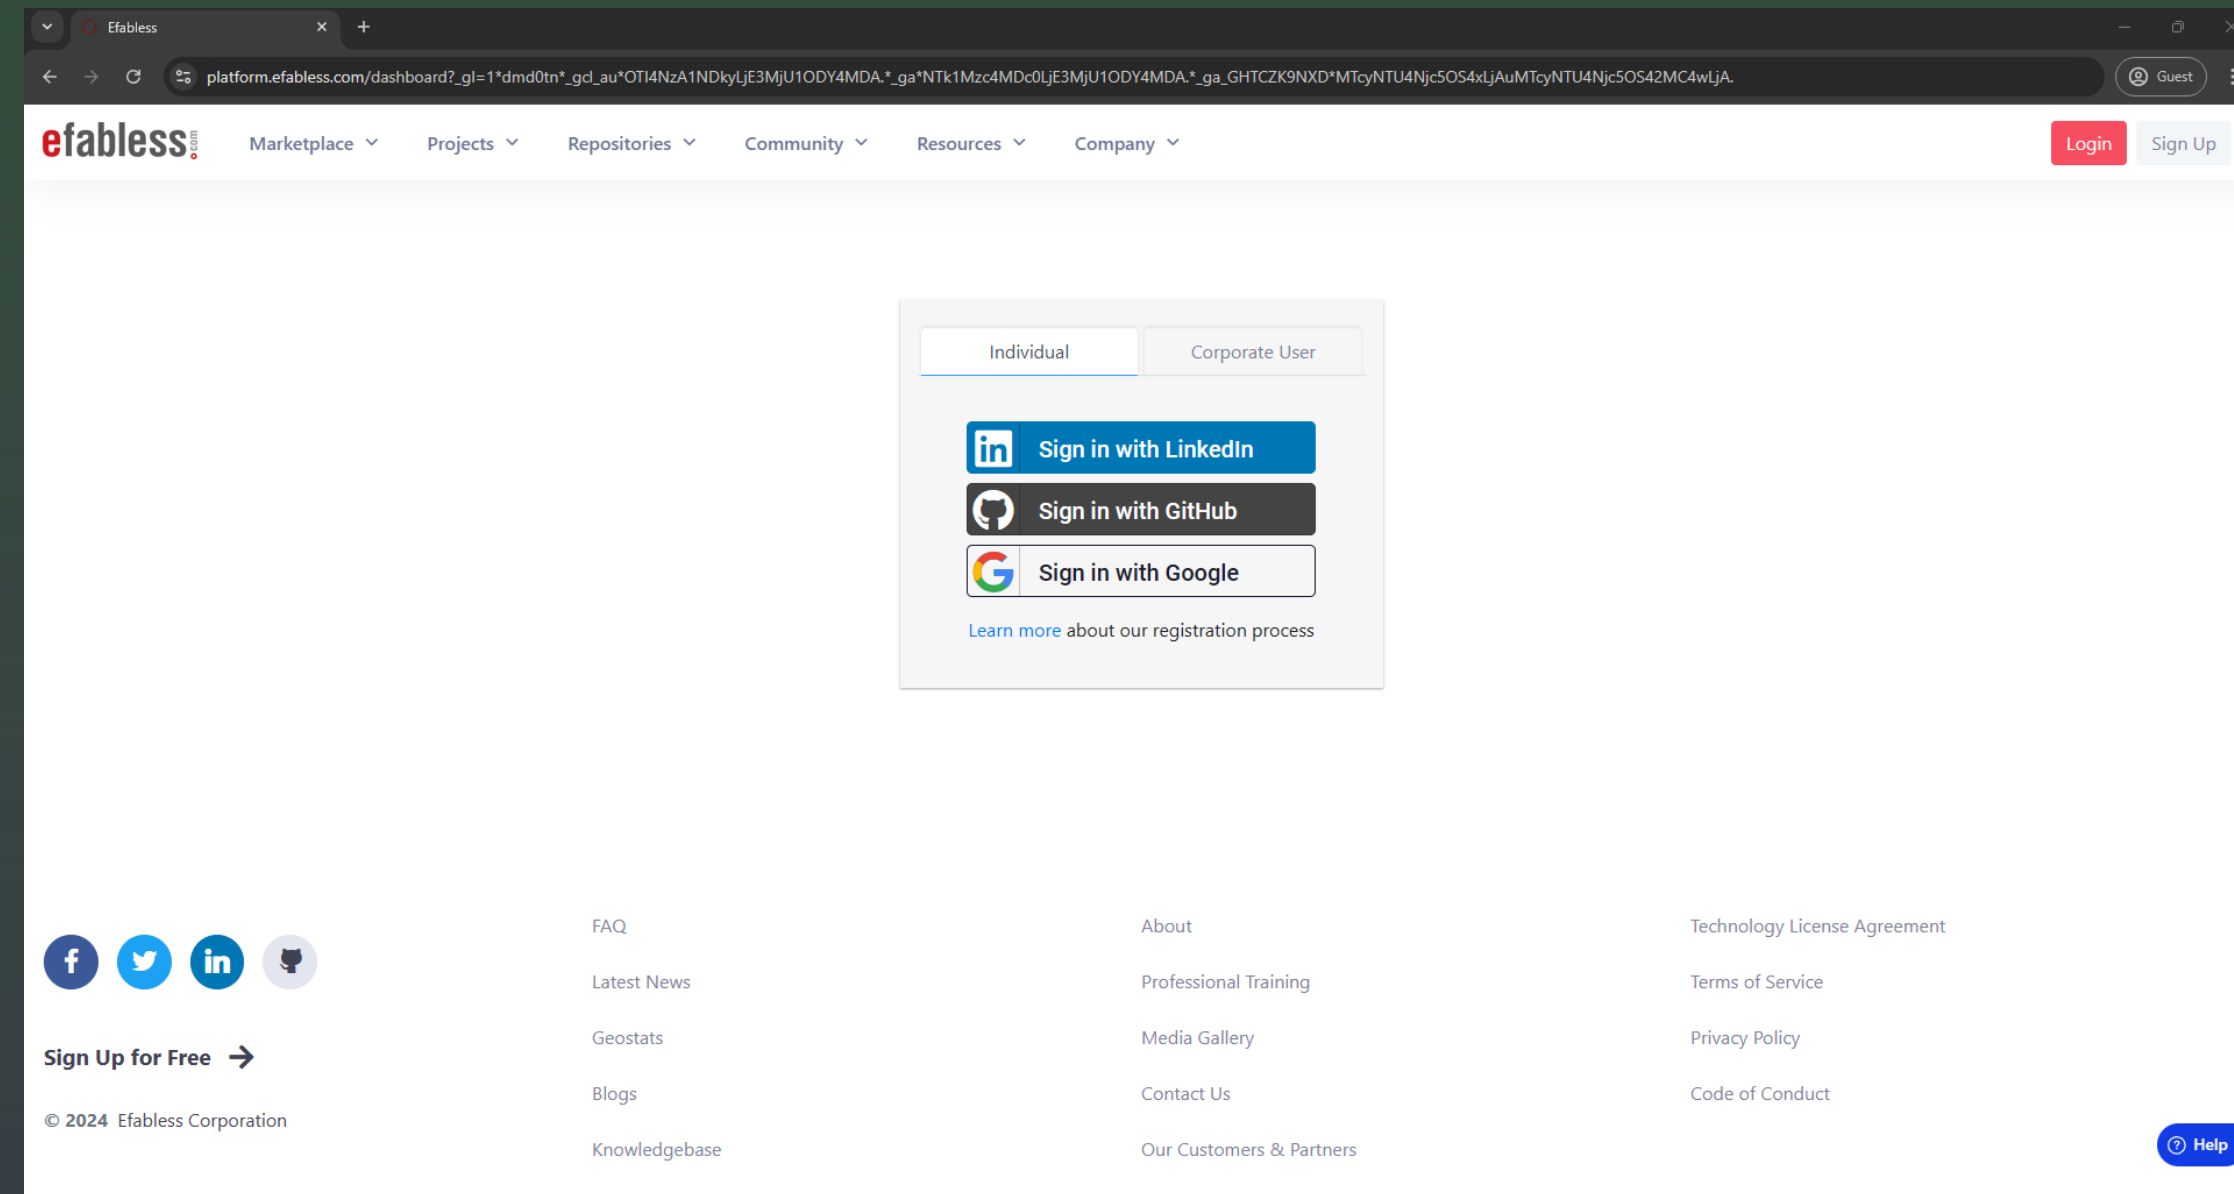 Efabless
platform.efabless.com/dashboard?_gl=1*dmd0tn*_gcl_au*OTI4NzA1NDkyLjE3MjU1ODY4MDA.*_ga*NTk1Mzc4MDc0LjE3MjU1ODY4MDA.*_ga_GHTCZK9NXD*MTcyNTU4Njc5OS4xLjAuMTcyNTU4Njc5OS42MC4wLjA.
Guest
efabless.com
Marketplace
Projects
Repositories
Community
Resources
Company
Login
Sign Up
Individual
Corporate User
Sign in with LinkedIn
Sign in with GitHub
Sign in with Google
Learn more about our registration process
Sign Up for Free
© 2024 Efabless Corporation
FAQ
Latest News
Geostats
Blogs
Knowledgebase
About
Professional Training
Media Gallery
Contact Us
Our Customers & Partners
Technology License Agreement
Terms of Service
Privacy Policy
Code of Conduct
Help